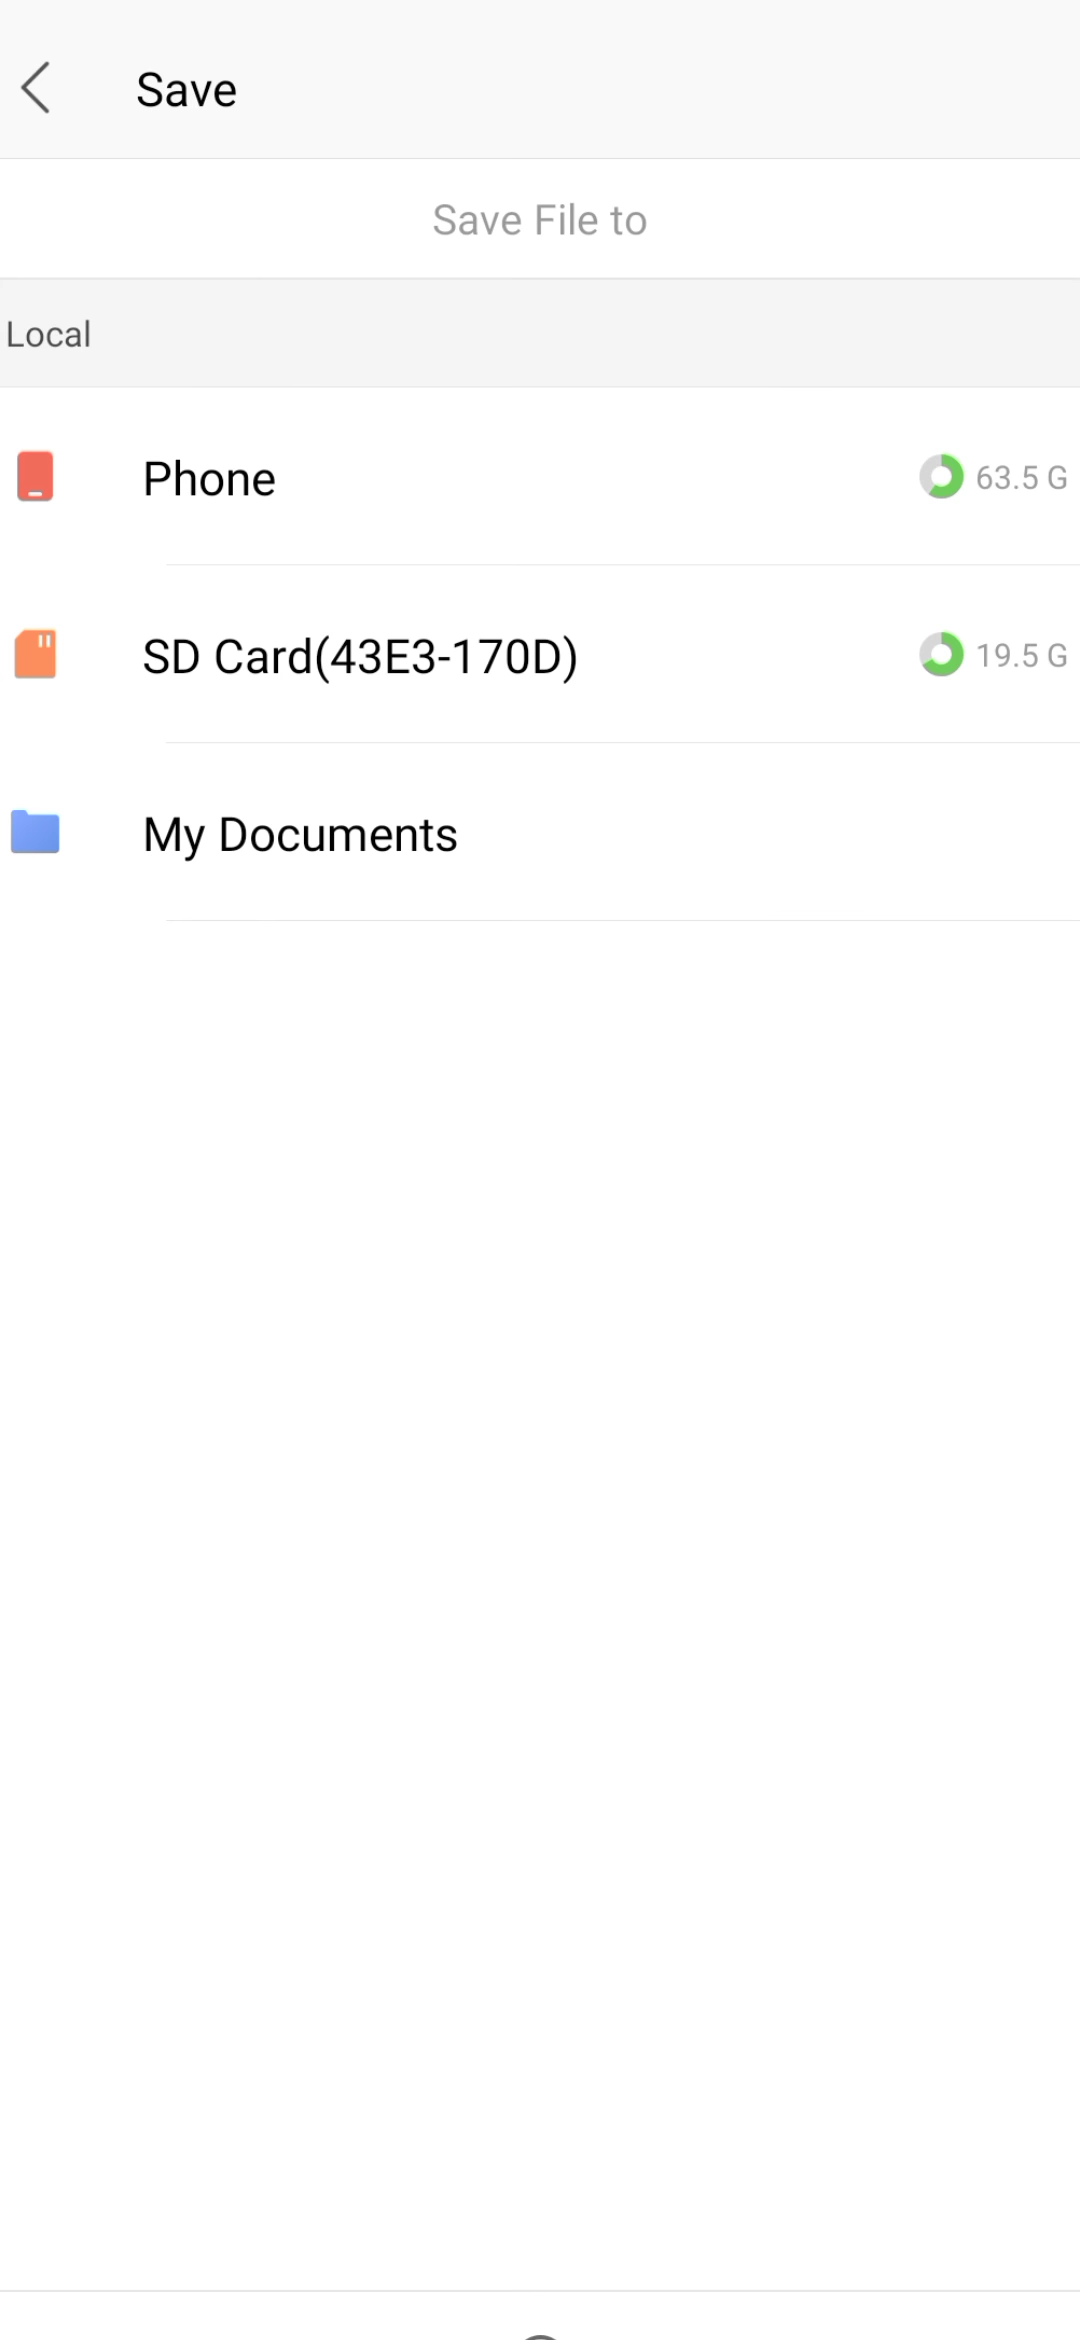 Save
Save File to
Local
Phone
63.5 G
SD Card(43E3-170D)
19.5 G
My Documents